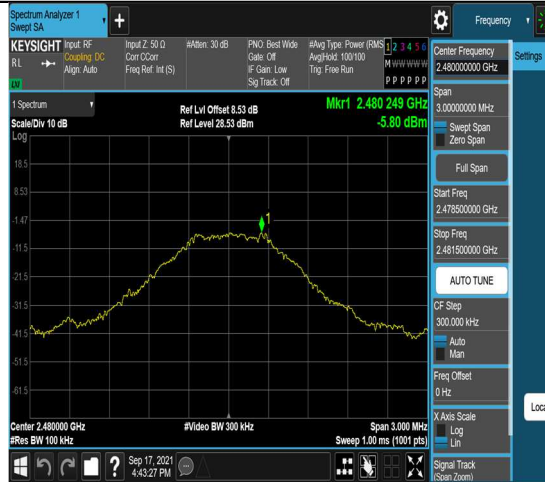 Spectrum Analyzer 1
Swept SA
+
Frequency
KEYSIGHT
RL
Input: RF
Coupling: DC
Align: Auto
Input Z: 50 Ω
Corr CCorr
Freq Ref: Int (S)
#Atten: 30 dB
PNO: Best Wide
Gate: Off
IF Gain: Low
Sig Track: Off
#Avg Type: Power (RMS
Avg|Hold: 100/100
Trig: Free Run
1 2 3 4 5 6
M W W W W W
P P P P P P
LM
Center Frequency
2.480000000 GHz
Settings
Span
3.00000000 MHz
Swept Span
Zero Span
Full Span
Start Freq
2.478500000 GHz
Stop Freq
2.481500000 GHz
AUTO TUNE
CF Step
300.000 kHz
Auto
Man
Freq Offset
0 Hz
X Axis Scale
Log
Lin
Signal Track
(Span Zoom)
Loca
1 Spectrum
Scale/Div 10 dB
Ref Lvl Offset 8.53 dB
Ref Level 28.53 dBm
Mkr1 2.480 249 GHz
-5.80 dBm
Log
18.5
8.53
-1.47
-11.5
-21.5
-31.5
-41.5
-51.5
-61.5
1
Center 2.480000 GHz
#Res BW 100 kHz
#Video BW 300 kHz
Span 3.000 MHz
Sweep 1.00 ms (1001 pts)
?
Sep 17, 2021
4:43:27 PM